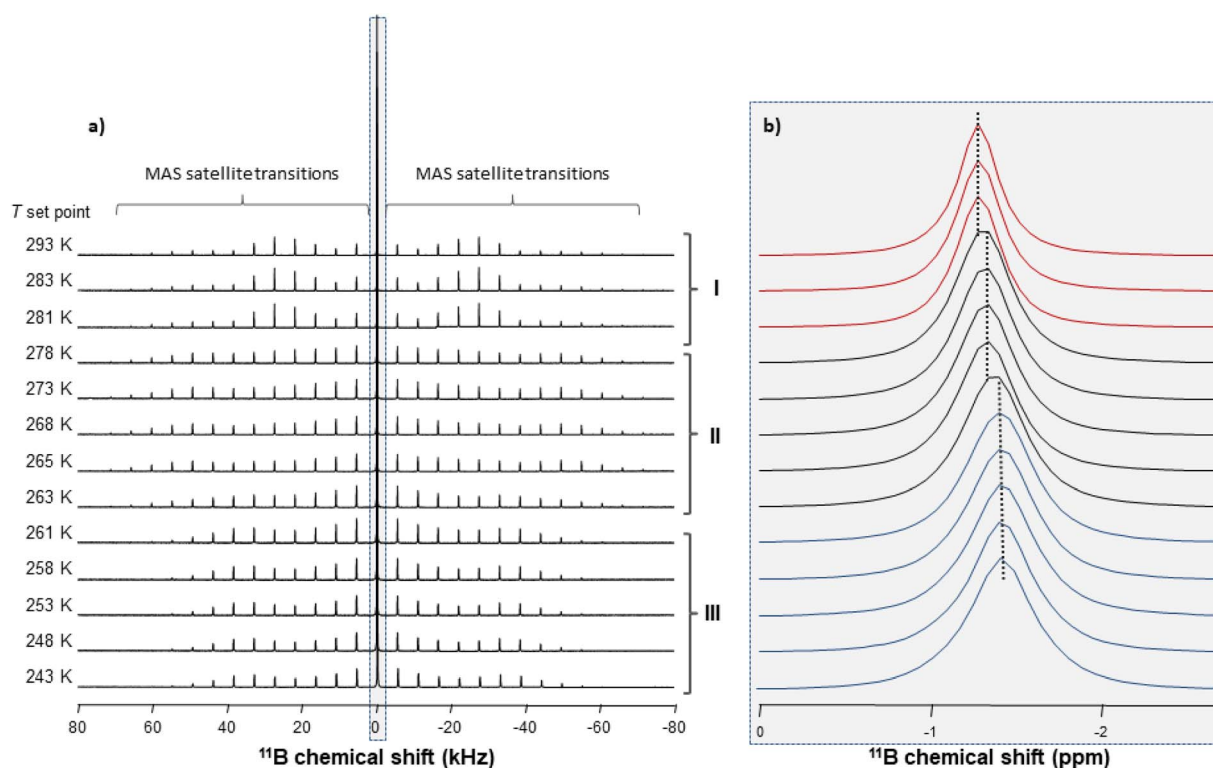 a)
MAS satellite transitions
MAS satellite transitions
T set point
293 K
283 K
281 K
278 K
273 K
268 K
265 K
263 K
261 K
258 K
253 K
248 K
243 K
I
II
III
80 60 40 20 0 -20 -40 -60 -80
¹¹B chemical shift (kHz)
b)
0 -1 -2
¹¹B chemical shift (ppm)